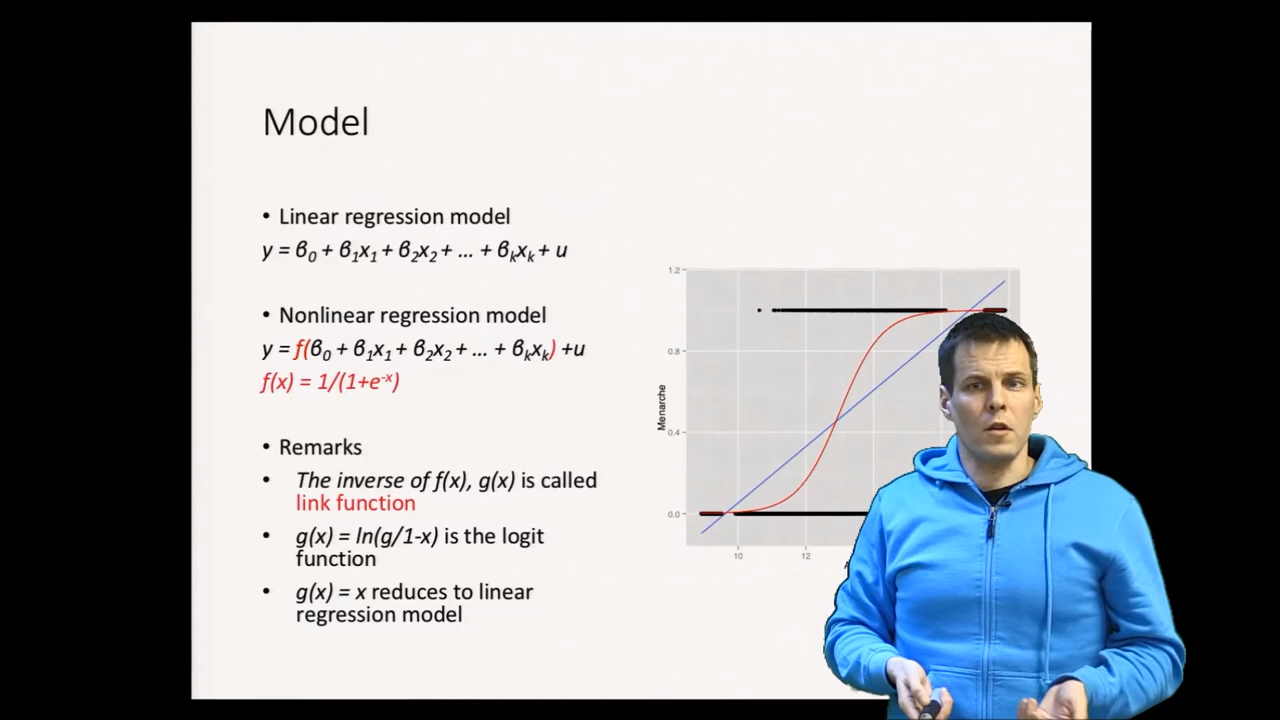 Model
• Linear regression model
y = β₀ + β₁x₁ + β₂x₂ + ... + βₖxₖ + u
• Nonlinear regression model
y = f(β₀ + β₁x₁ + β₂x₂ + ... + βₖxₖ) +u
f(x) = 1/(1+e⁻ˣ)
• Remarks
• The inverse of f(x), g(x) is called
link function
• g(x) = ln(g/1-x) is the logit
function
• g(x) = x reduces to linear
regression model
1.2
0.8
0.4
0.0
Menarche
10
12